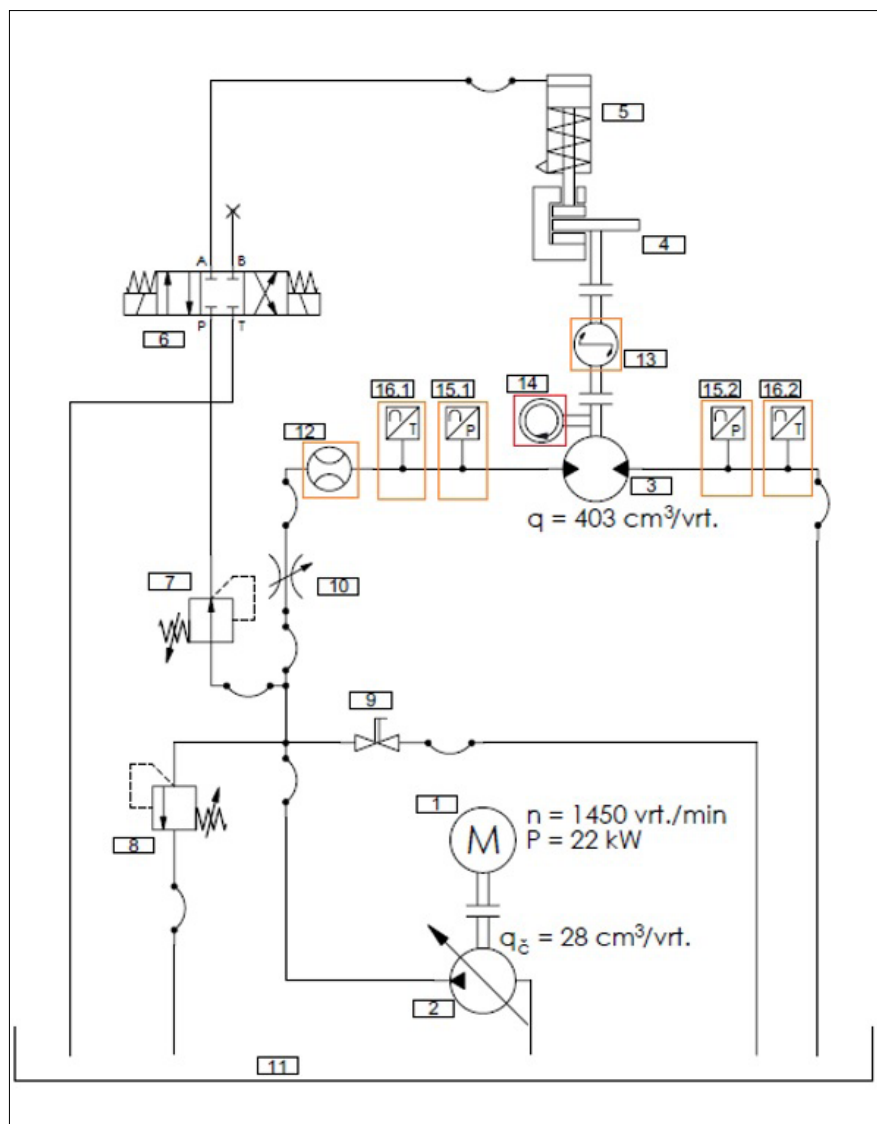 5
4
A B
6
P T
13
16.1
15.1
14
15.2
16.2
T
P
P
T
12
3
q = 403 cm³/vrt.
7
10
9
8
1
n = 1450 vrt./min
P = 22 kW
M
q_č = 28 cm³/vrt.
2
11